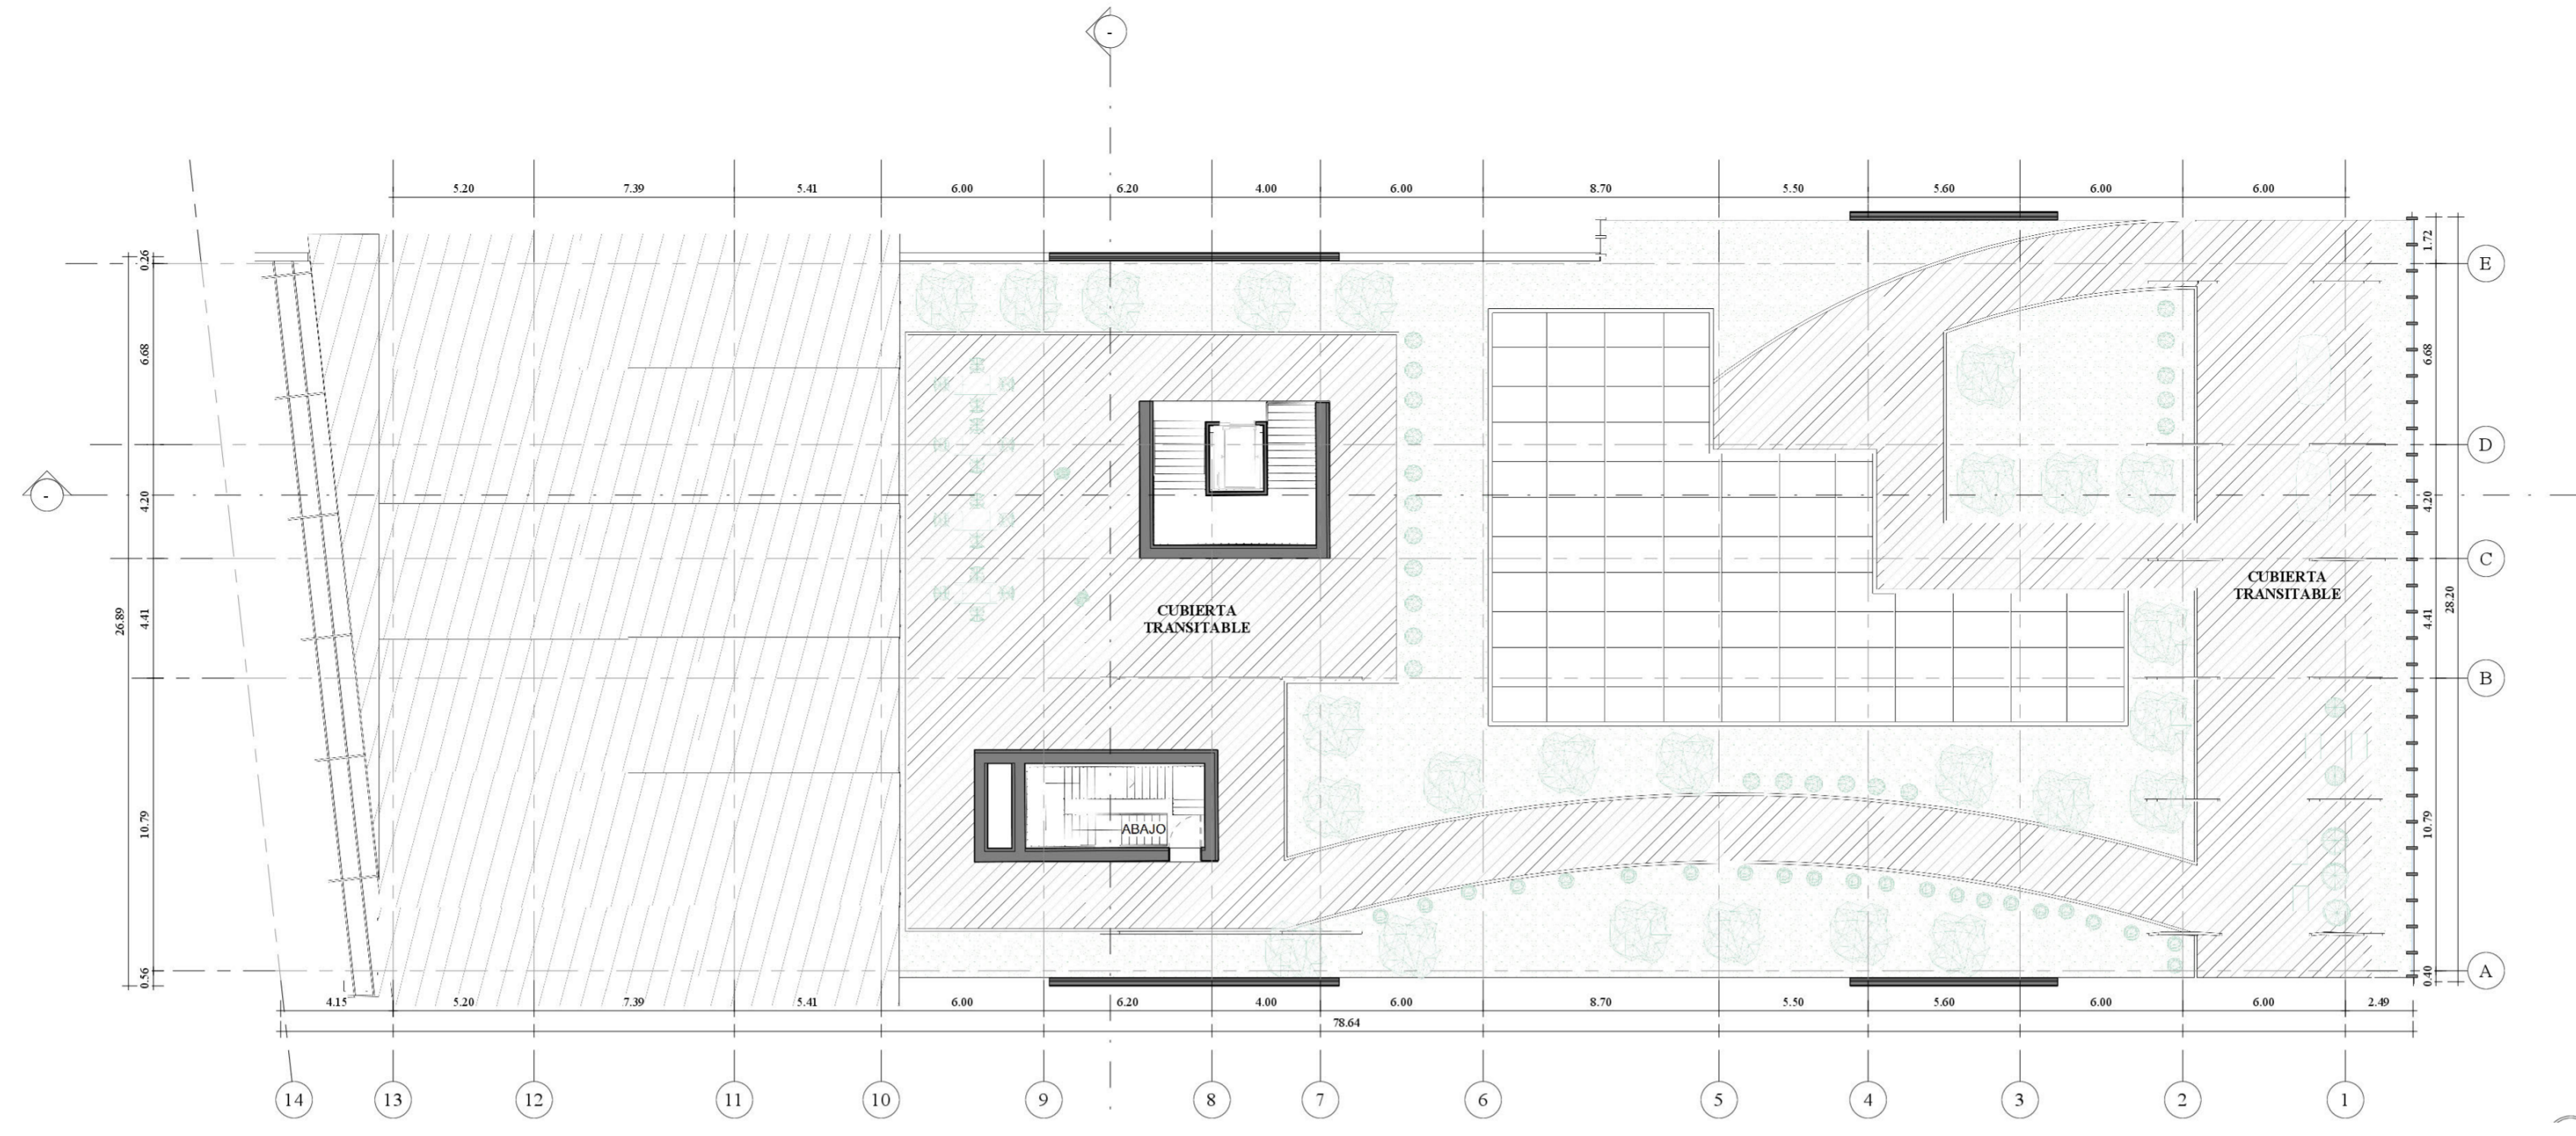 -
5.20 7.39 5.41 6.00 6.20 4.00 6.00 8.70 5.50 5.60 6.00 6.00
0.26
6.68
4.20
4.41
26.89
10.79
0.56
-
1.72
6.68
4.20
4.41
28.20
10.79
0.40
E
D
C
B
A
CUBIERTA
TRANSITABLE
CUBIERTA
TRANSITABLE
ABAJO
4.15 5.20 7.39 5.41 6.00 6.20 4.00 6.00 8.70 5.50 5.60 6.00 6.00 2.49
78.64
14 13 12 11 10 9 8 7 6 5 4 3 2 1